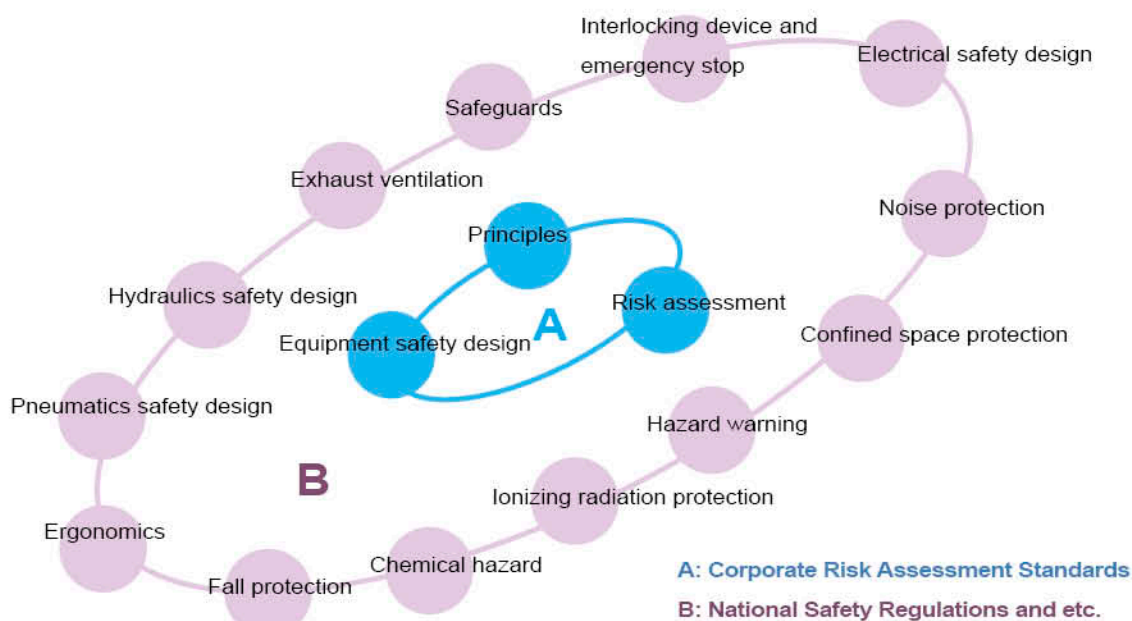 Interlocking device and
emergency stop
Electrical safety design
Safeguards
Exhaust ventilation
Noise protection
Principles
Hydraulics safety design
Risk assessment
A
Equipment safety design
Confined space protection
Pneumatics safety design
Hazard warning
B
Ionizing radiation protection
Ergonomics
Chemical hazard
Fall protection
A: Corporate Risk Assessment Standards
B: National Safety Regulations and etc.